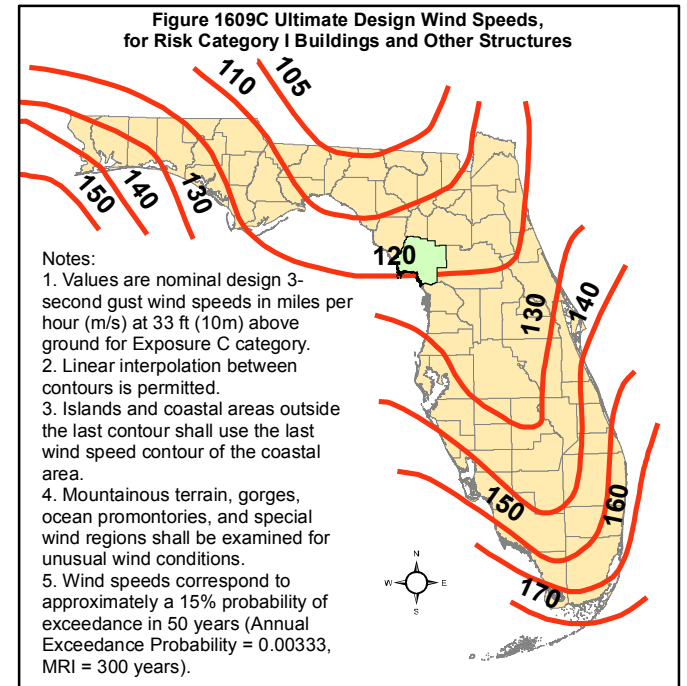 Figure 1609C Ultimate Design Wind Speeds,
for Risk Category I Buildings and Other Structures
105
110
150
140
130
120
130
140
150
160
170
Notes:
1. Values are nominal design 3-
second gust wind speeds in miles per
hour (m/s) at 33 ft (10m) above
ground for Exposure C category.
2. Linear interpolation between
contours is permitted.
3. Islands and coastal areas outside
the last contour shall use the last
wind speed contour of the coastal
area.
4. Mountainous terrain, gorges,
ocean promontories, and special
wind regions shall be examined for
unusual wind conditions.
5. Wind speeds correspond to
approximately a 15% probability of
exceedance in 50 years (Annual
Exceedance Probability = 0.00333,
MRI = 300 years).
N
W E
S